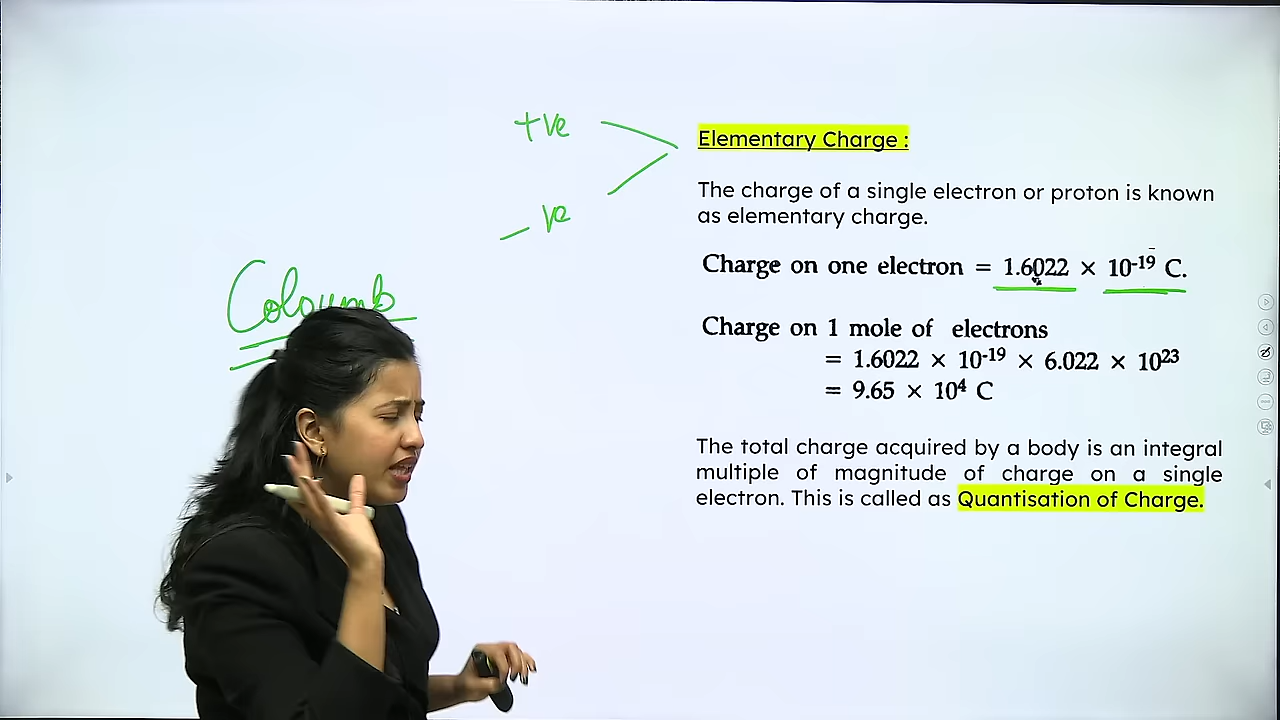 +ve
- ve
Coloumb
Elementary Charge :
The charge of a single electron or proton is known
as elementary charge.
Charge on one electron = 1.6022 × 10⁻¹⁹ C.
Charge on 1 mole of electrons
= 1.6022 × 10⁻¹⁹ × 6.022 × 10²³
= 9.65 × 10⁴ C
The total charge acquired by a body is an integral
multiple of magnitude of charge on a single
electron. This is called as Quantisation of Charge.